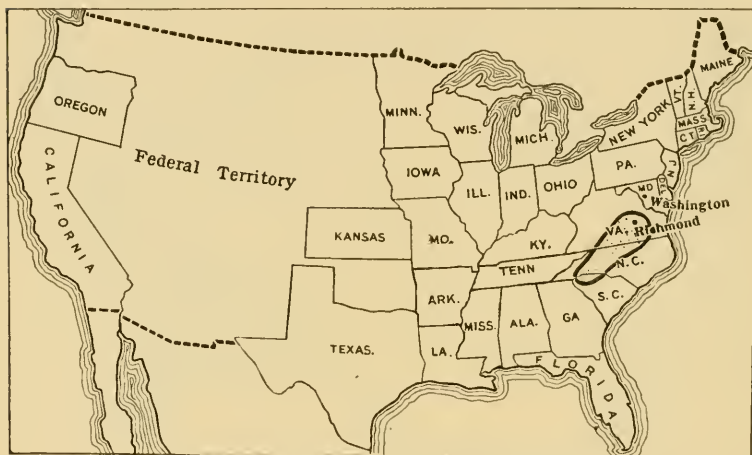 MAINE
VT.
N.H.
OREGON
MINN.
WIS.
MICH.
NEW YORK
MASS
CT
R.I.
CALIFORNIA
Federal Territory
IOWA
ILL.
IND.
OHIO
PA.
N.J.
MD
DEL
Washington
KANSAS
MO.
KY.
VA.
Richmond
TENN
N.C.
ARK.
S.C.
TEXAS.
LA.
MISS.
ALA.
GA
FLORIDA